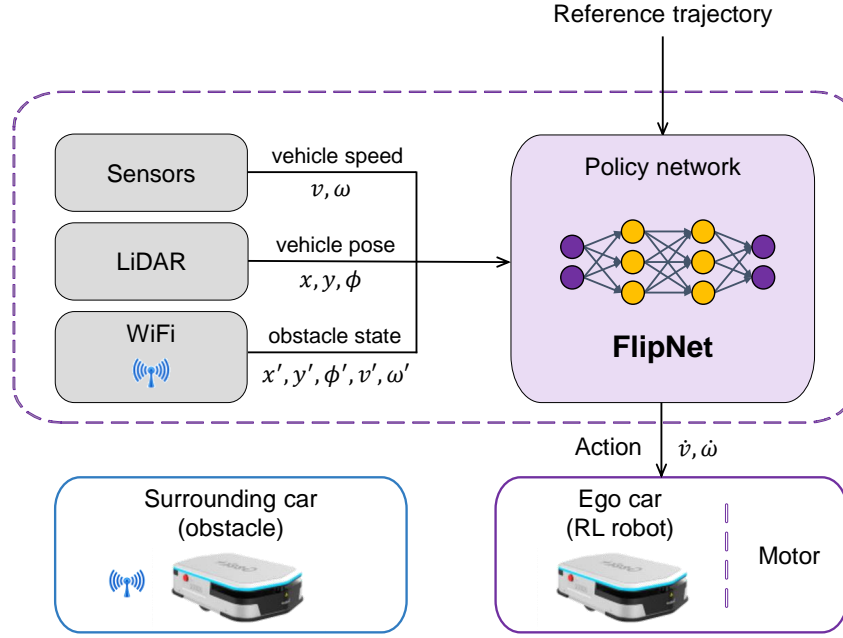 Reference trajectory
Sensors
vehicle speed
v, ω
LiDAR
vehicle pose
x, y, ϕ
WiFi
obstacle state
x′, y′, ϕ′, v′, ω′
Policy network
FlipNet
Action
v̇, ω̇
Surrounding car
(obstacle)
Ego car
(RL robot)
Motor